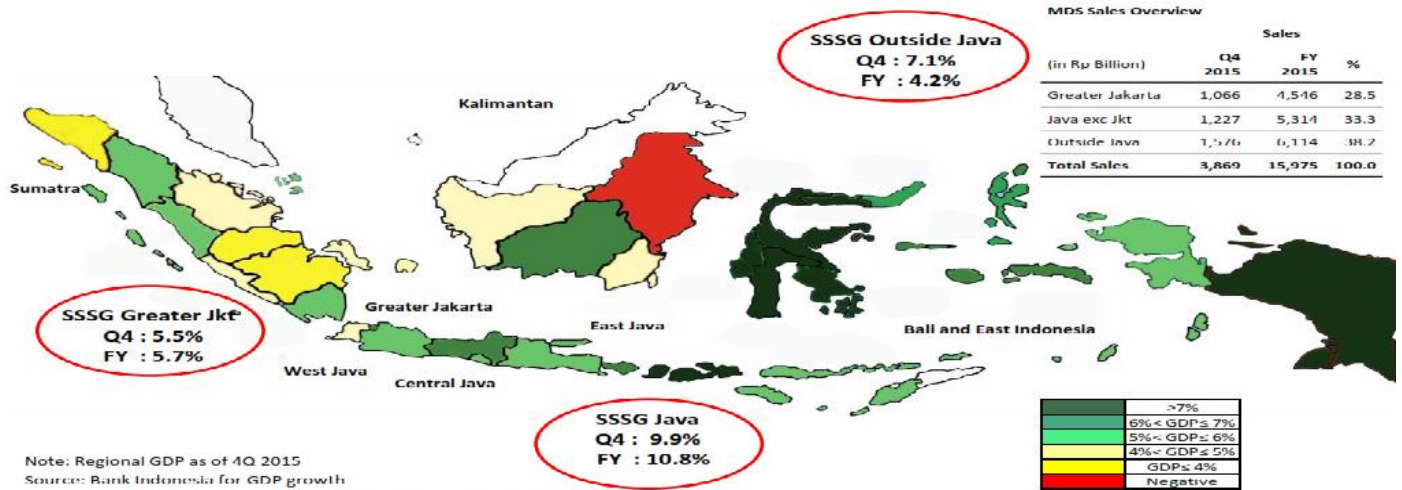 MDS Sales Overview
Sales
(in Rp Billion) Q4 2015 FY 2015 %
Greater Jakarta 1,066 4,546 28.5
Java exc Jkt 1,227 5,314 33.3
Outside Java 1,576 6,114 38.2
Total Sales 3,869 15,975 100.0
SSSG Outside Java
Q4 : 7.1%
FY : 4.2%
Kalimantan
Sumatra
SSSG Greater Jkt
Q4 : 5.5%
FY : 5.7%
Greater Jakarta
East Java
Bali and East Indonesia
West Java
Central Java
SSSG Java
Q4 : 9.9%
FY : 10.8%
>7%
6%< GDP≤ 7%
5%< GDP≤ 6%
4%< GDP≤ 5%
GDP≤ 4%
Negative
Note: Regional GDP as of 4Q 2015
Source: Bank Indonesia for GDP growth